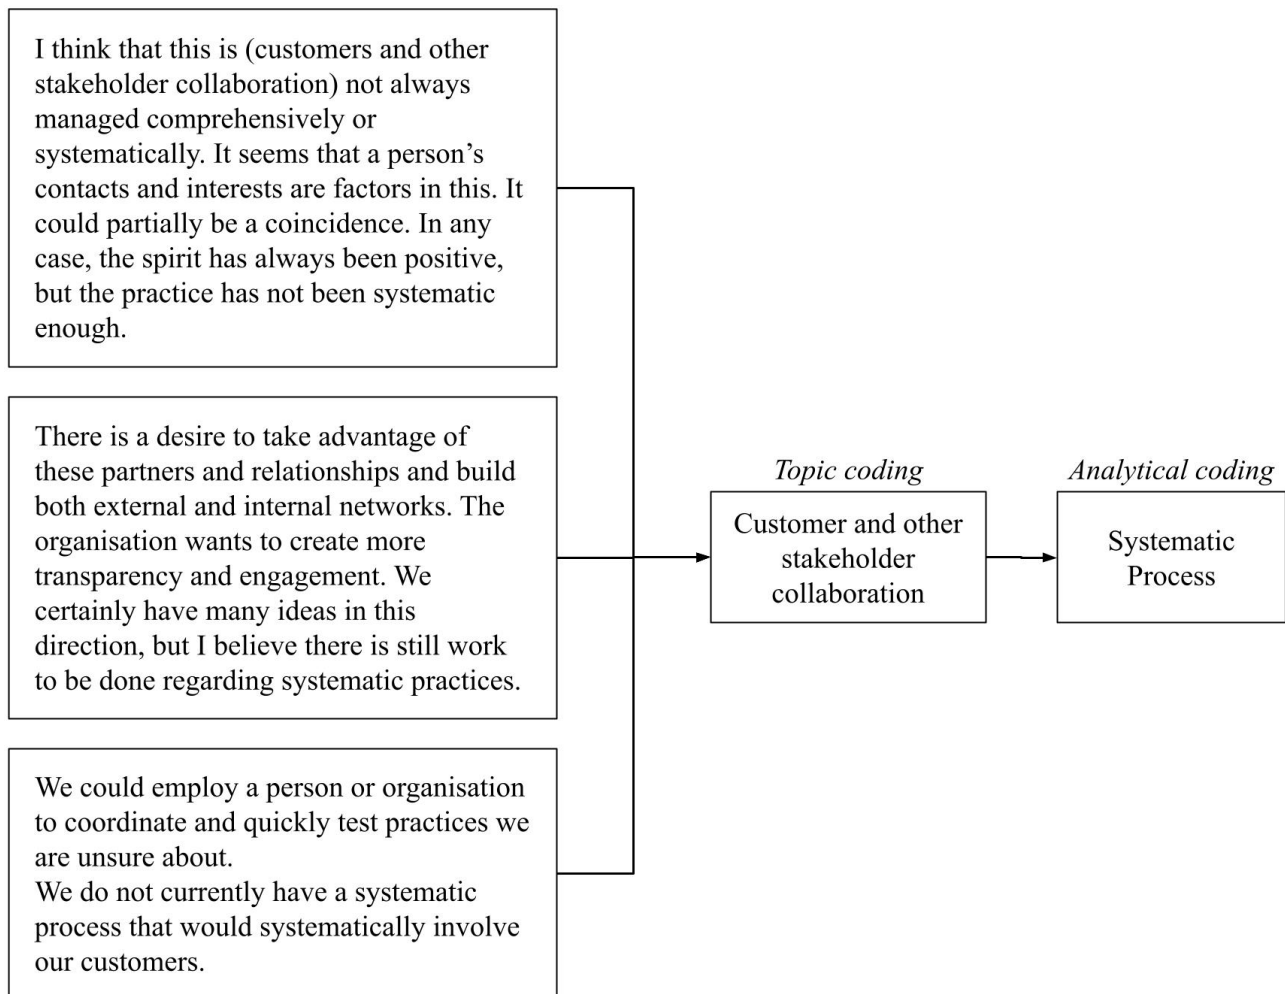 I think that this is (customers and other
stakeholder collaboration) not always
managed comprehensively or
systematically. It seems that a person’s
contacts and interests are factors in this. It
could partially be a coincidence. In any
case, the spirit has always been positive,
but the practice has not been systematic
enough.
There is a desire to take advantage of
these partners and relationships and build
both external and internal networks. The
organisation wants to create more
transparency and engagement. We
certainly have many ideas in this
direction, but I believe there is still work
to be done regarding systematic practices.
We could employ a person or organisation
to coordinate and quickly test practices we
are unsure about.
We do not currently have a systematic
process that would systematically involve
our customers.
Topic coding
Customer and other
stakeholder
collaboration
Analytical coding
Systematic
Process